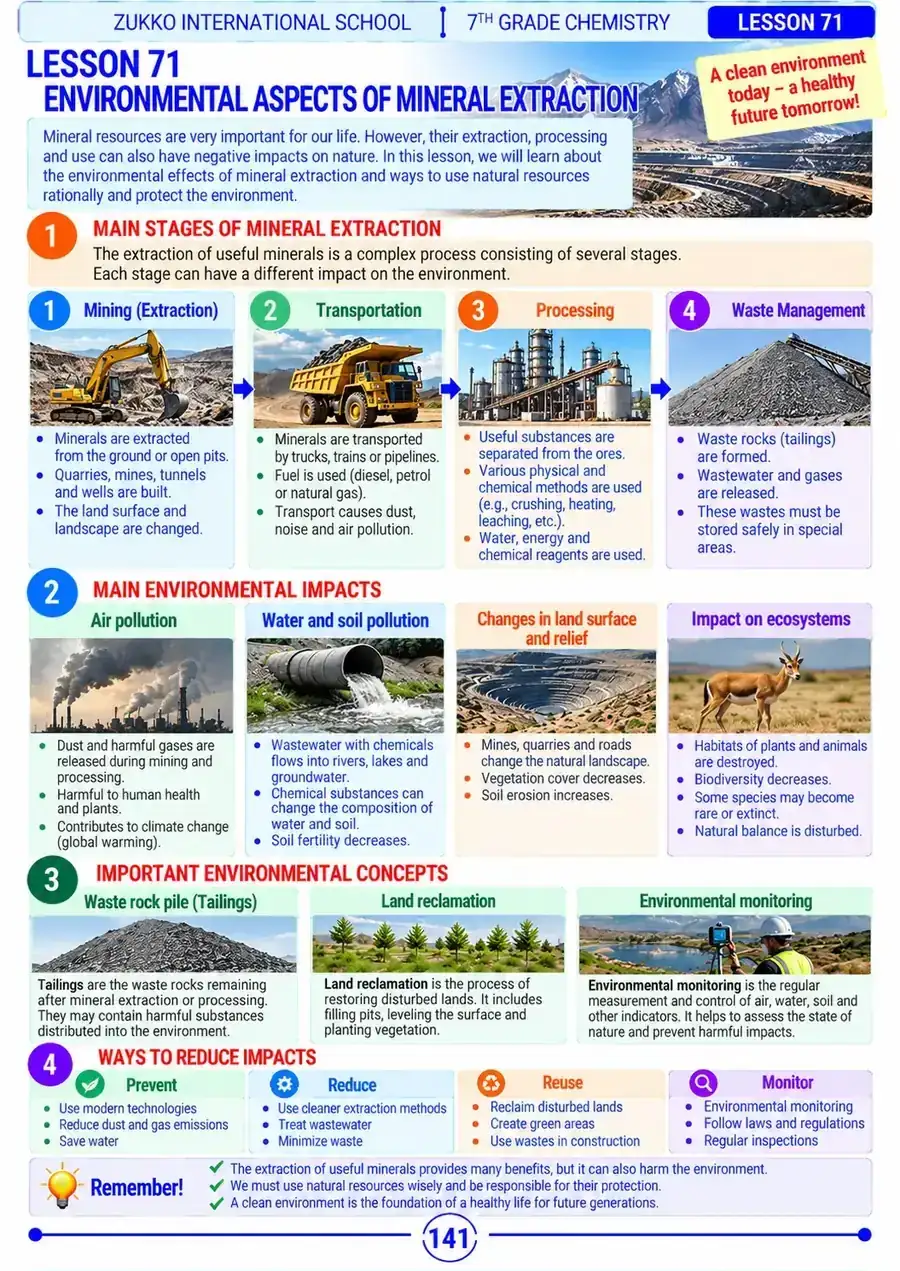 ZUKKO INTERNATIONAL SCHOOL
7TH GRADE CHEMISTRY
LESSON 71
LESSON 71
ENVIRONMENTAL ASPECTS OF MINERAL EXTRACTION
A clean environment
today – a healthy
future tomorrow!
Mineral resources are very important for our life. However, their extraction, processing
and use can also have negative impacts on nature. In this lesson, we will learn about
the environmental effects of mineral extraction and ways to use natural resources
rationally and protect the environment.
1 MAIN STAGES OF MINERAL EXTRACTION
The extraction of useful minerals is a complex process consisting of several stages.
Each stage can have a different impact on the environment.
1 Mining (Extraction)
• Minerals are extracted
from the ground or open pits.
• Quarries, mines, tunnels
and wells are built.
• The land surface and
landscape are changed.
2 Transportation
• Minerals are transported
by trucks, trains or pipelines.
• Fuel is used (diesel, petrol
or natural gas).
• Transport causes dust,
noise and air pollution.
3 Processing
• Useful substances are
separated from the ores.
• Various physical and
chemical methods are used
(e.g., crushing, heating,
leaching, etc.).
• Water, energy and
chemical reagents are used.
4 Waste Management
• Waste rocks (tailings)
are formed.
• Wastewater and gases
are released.
• These wastes must be
stored safely in special
areas.
2 MAIN ENVIRONMENTAL IMPACTS
Air pollution
• Dust and harmful gases are
released during mining and
processing.
• Harmful to human health
and plants.
• Contributes to climate change
(global warming).
Water and soil pollution
• Wastewater with chemicals
flows into rivers, lakes and
groundwater.
• Chemical substances can
change the composition of
water and soil.
• Soil fertility decreases.
Changes in land surface
and relief
• Mines, quarries and roads
change the natural landscape.
• Vegetation cover decreases.
• Soil erosion increases.
Impact on ecosystems
• Habitats of plants and animals
are destroyed.
• Biodiversity decreases.
• Some species may become
rare or extinct.
• Natural balance is disturbed.
3 IMPORTANT ENVIRONMENTAL CONCEPTS
Waste rock pile (Tailings)
Tailings are the waste rocks remaining
after mineral extraction or processing.
They may contain harmful substances
distributed into the environment.
Land reclamation
Land reclamation is the process of
restoring disturbed lands. It includes
filling pits, leveling the surface and
planting vegetation.
Environmental monitoring
Environmental monitoring is the regular
measurement and control of air, water, soil and
other indicators. It helps to assess the state of
nature and prevent harmful impacts.
4 WAYS TO REDUCE IMPACTS
Prevent
• Use modern technologies
• Reduce dust and gas emissions
• Save water
Reduce
• Use cleaner extraction methods
• Treat wastewater
• Minimize waste
Reuse
• Reclaim disturbed lands
• Create green areas
• Use wastes in construction
Monitor
• Environmental monitoring
• Follow laws and regulations
• Regular inspections
Remember!
✓ The extraction of useful minerals provides many benefits, but it can also harm the environment.
✓ We must use natural resources wisely and be responsible for their protection.
✓ A clean environment is the foundation of a healthy life for future generations.
141